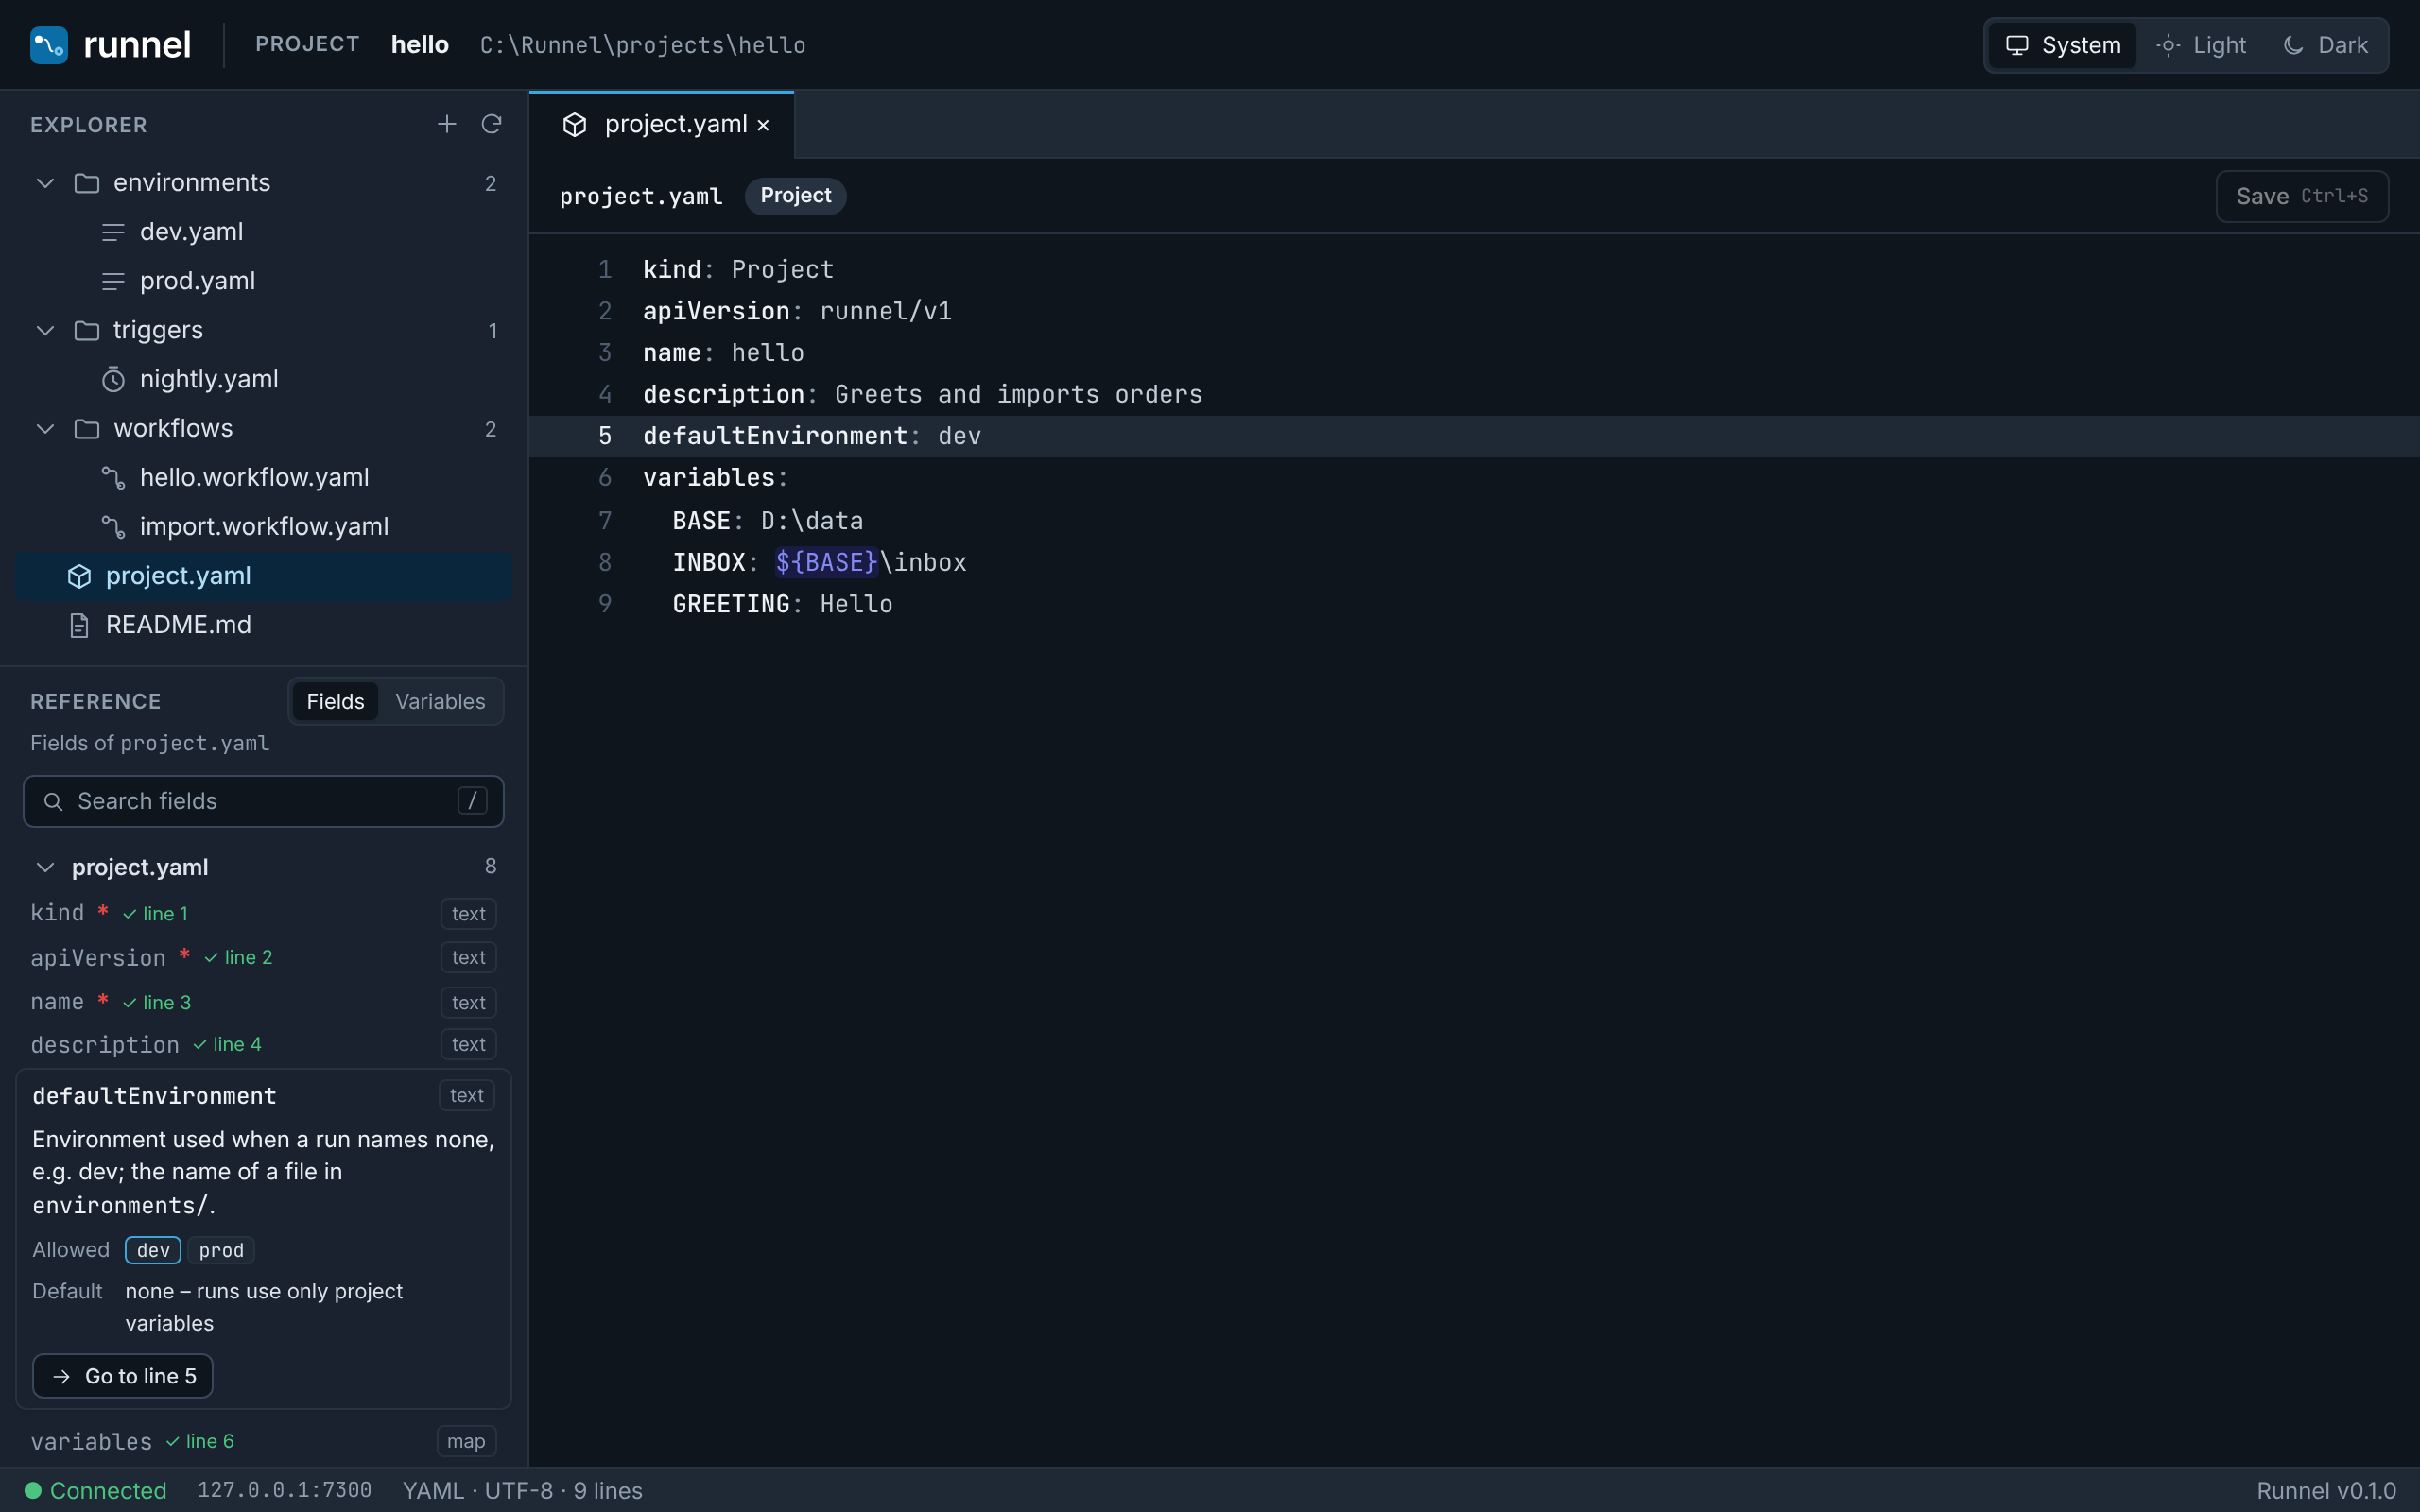 runnel PROJECT hello C:\Runnel\projects\hello System Light Dark
EXPLORER
environments 2
dev.yaml
prod.yaml
triggers 1
nightly.yaml
workflows 2
hello.workflow.yaml
import.workflow.yaml
project.yaml
README.md
REFERENCE Fields Variables
Fields of project.yaml
Search fields /
project.yaml 8
kind * ✓ line 1 text
apiVersion * ✓ line 2 text
name * ✓ line 3 text
description ✓ line 4 text
defaultEnvironment text
Environment used when a run names none,
e.g. dev; the name of a file in
environments/.
Allowed dev prod
Default none – runs use only project
variables
→ Go to line 5
variables ✓ line 6 map
project.yaml ×
project.yaml Project Save Ctrl+S
1 kind: Project
2 apiVersion: runnel/v1
3 name: hello
4 description: Greets and imports orders
5 defaultEnvironment: dev
6 variables:
7 BASE: D:\data
8 INBOX: ${BASE}\inbox
9 GREETING: Hello
Connected 127.0.0.1:7300 YAML · UTF-8 · 9 lines Runnel v0.1.0